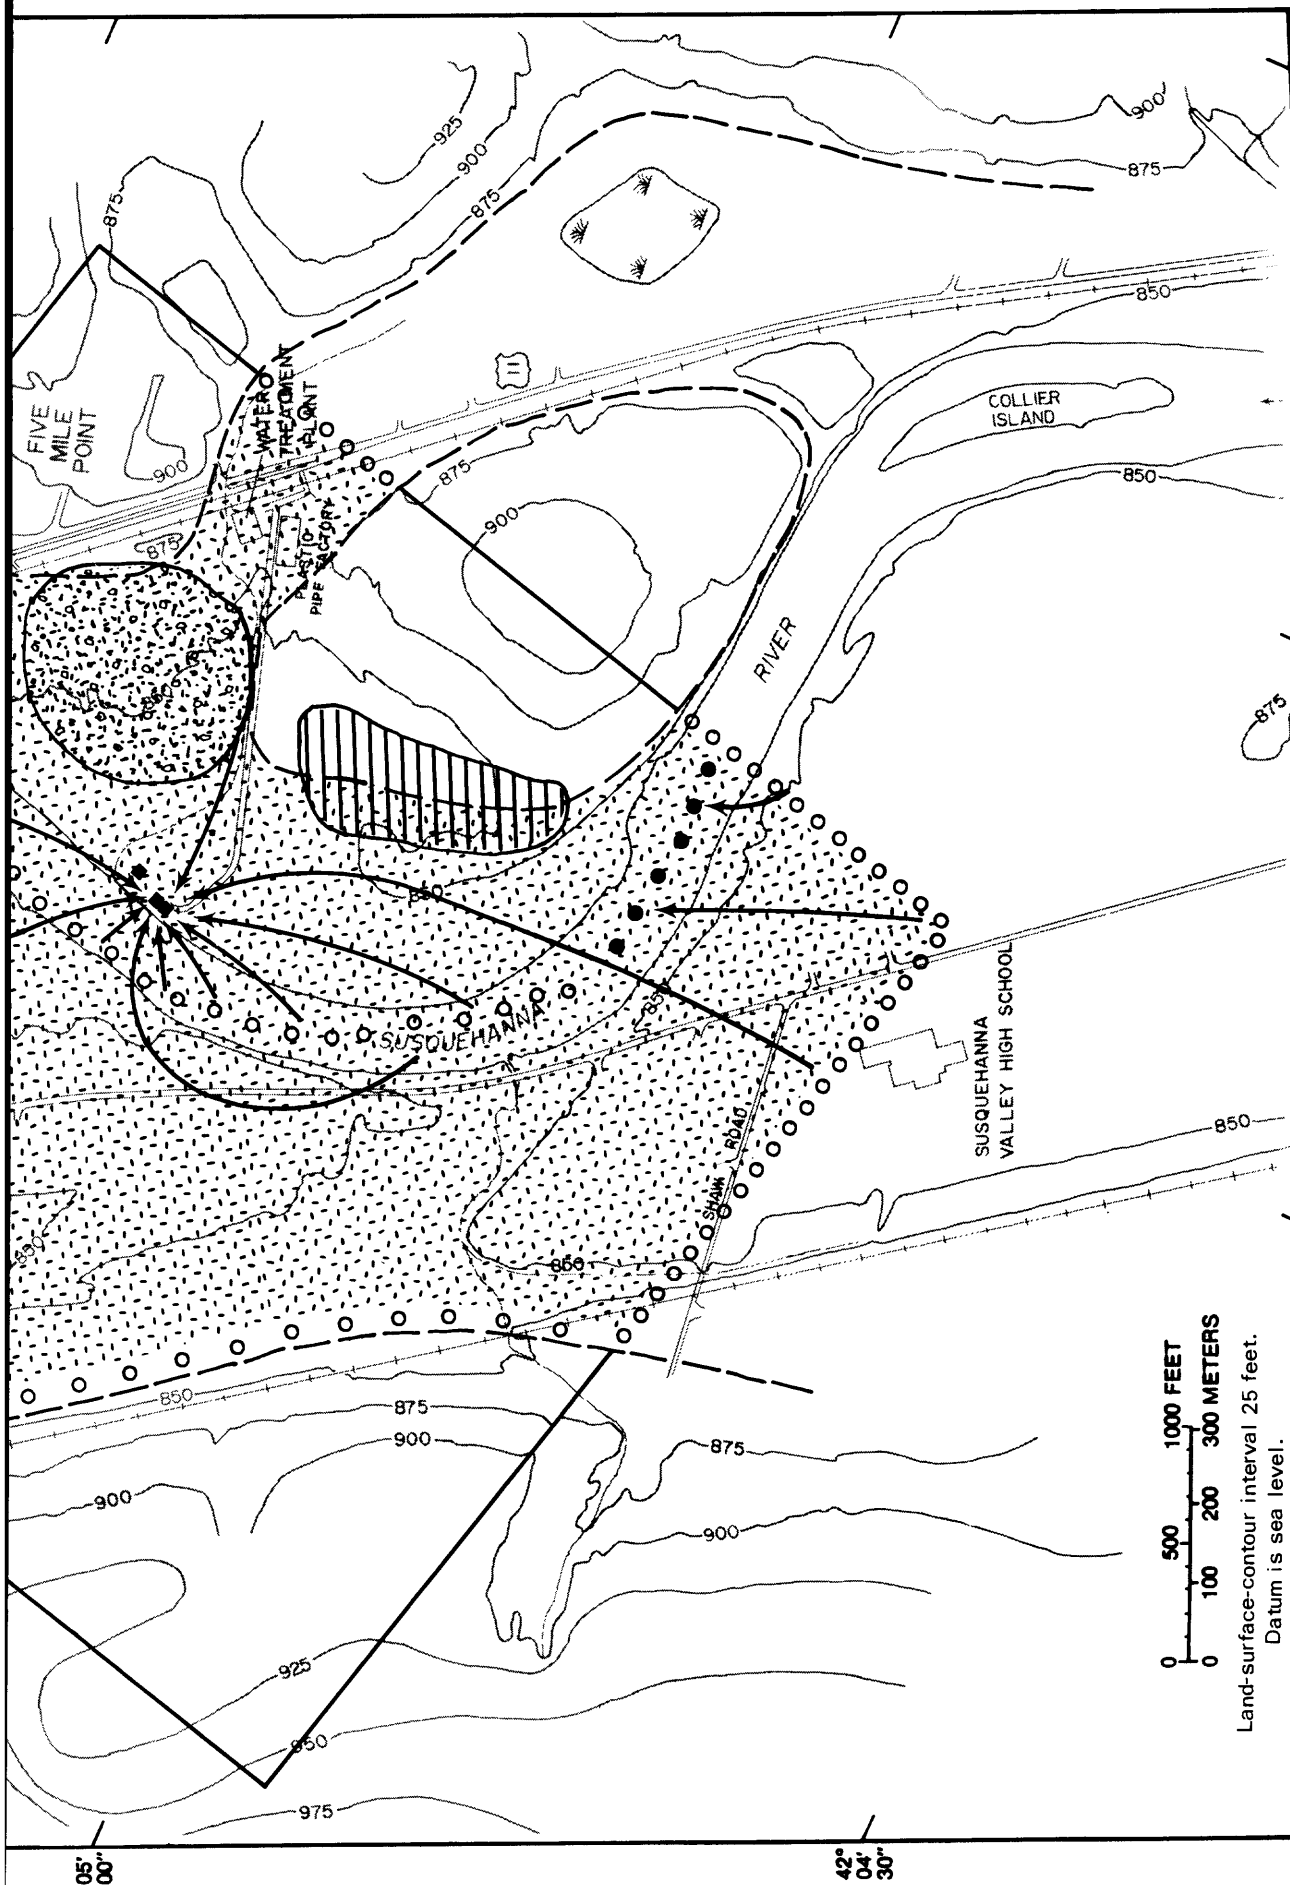 925
900
875
900
875
875
850
FIVE
MILE
POINT
WATER
TREATMENT
PLANT
11
COLLIER
ISLAND
900
875
850
875
PLASTIC
PIPE FACTORY
900
850
RIVER
875
850
850
SUSQUEHANNA
SUSQUEHANNA
VALLEY HIGH SCHOOL
SHAW ROAD
850
850
850
850
875
900
875
900
900
925
950
975
05'
00"
42°
04'
30"
0 500 1000 FEET
0 100 200 300 METERS
Land-surface-contour interval 25 feet.
Datum is sea level.